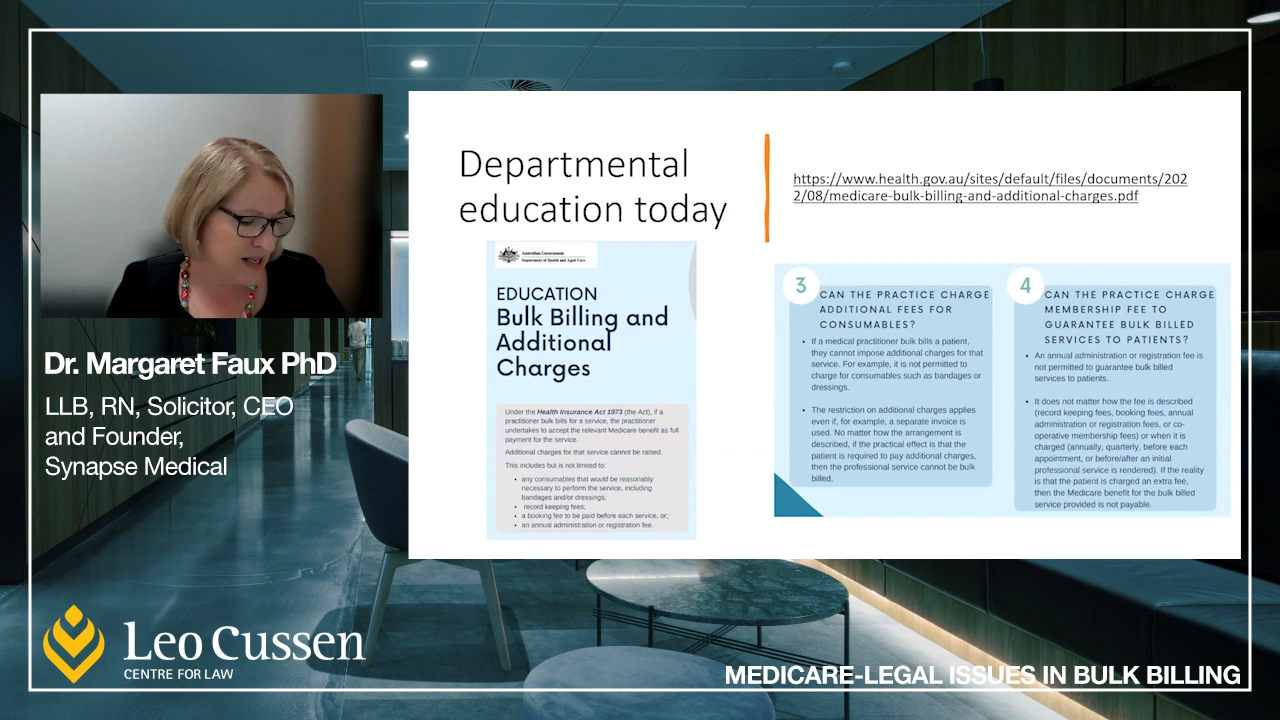 Dr. Margaret Faux PhD
LLB, RN, Solicitor, CEO
and Founder,
Synapse Medical
Departmental
education today
https://www.health.gov.au/sites/default/files/documents/202
2/08/medicare-bulk-billing-and-additional-charges.pdf
Australian Government
Department of Health and Aged Care
EDUCATION
Bulk Billing and
Additional
Charges
Under the Health Insurance Act 1973 (the Act), if a
practitioner bulk bills for a service, the practitioner
undertakes to accept the relevant Medicare benefit as full
payment for the service.
Additional charges for that service cannot be raised.
This includes but is not limited to:
• any consumables that would be reasonably
necessary to perform the service, including
bandages and/or dressings;
• record keeping fees;
• a booking fee to be paid before each service, or;
• an annual administration or registration fee.
3
CAN THE PRACTICE CHARGE
ADDITIONAL FEES FOR
CONSUMABLES?
• If a medical practitioner bulk bills a patient,
they cannot impose additional charges for that
service. For example, it is not permitted to
charge for consumables such as bandages or
dressings.
• The restriction on additional charges applies
even if, for example, a separate invoice is
used. No matter how the arrangement is
described, if the practical effect is that the
patient is required to pay additional charges,
then the professional service cannot be bulk
billed.
4
CAN THE PRACTICE CHARGE
MEMBERSHIP FEE TO
GUARANTEE BULK BILLED
SERVICES TO PATIENTS?
• An annual administration or registration fee is
not permitted to guarantee bulk billed
services to patients.
• It does not matter how the fee is described
(record keeping fees, booking fees, annual
administration or registration fees, or co-
operative membership fees) or when it is
charged (annually, quarterly, before each
appointment, or before/after an initial
professional service is rendered). If the reality
is that the patient is charged an extra fee,
then the Medicare benefit for the bulk billed
service provided is not payable.
Leo Cussen
CENTRE FOR LAW
MEDICARE-LEGAL ISSUES IN BULK BILLING